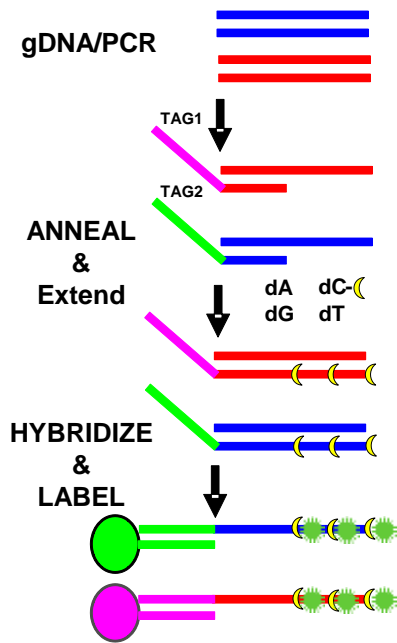 gDNA/PCR
TAG1
TAG2
ANNEAL
&
Extend
dA dC-
dG dT
HYBRIDIZE
&
LABEL